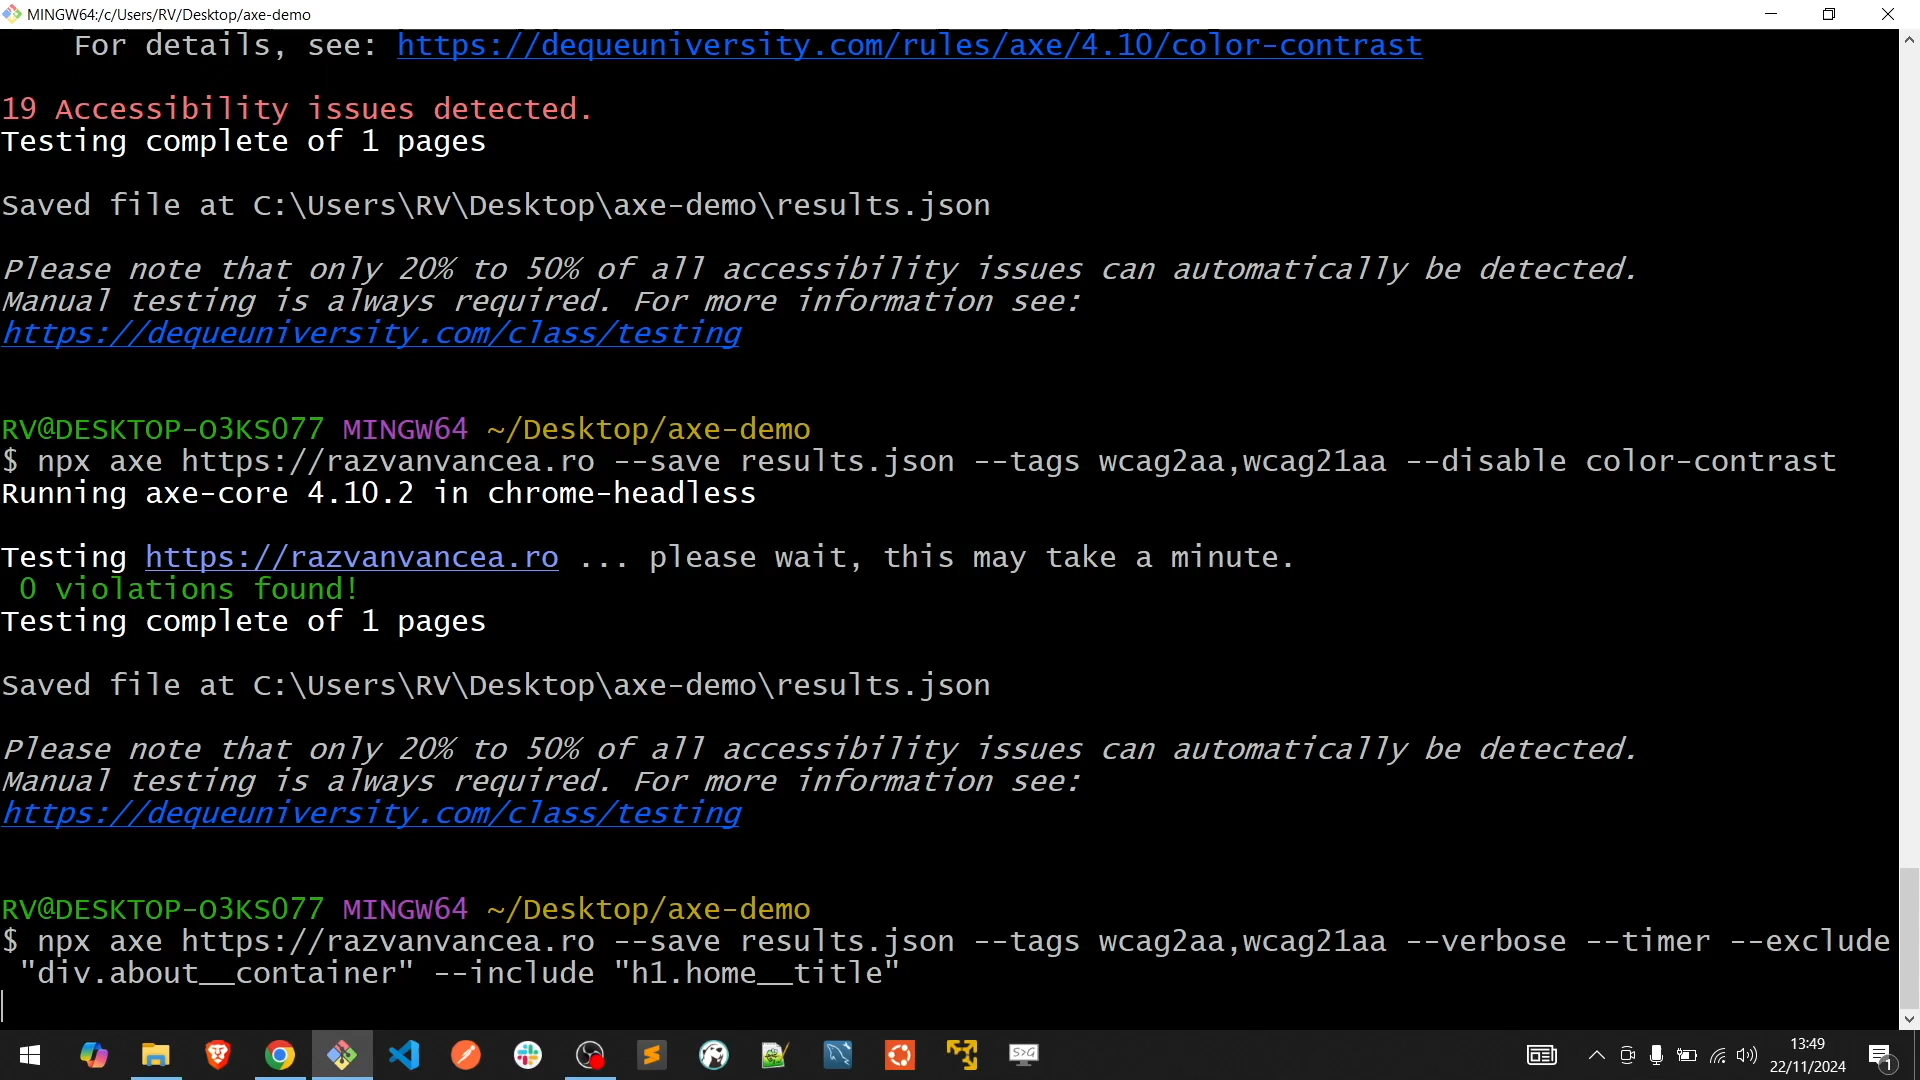 MINGW64:/c/Users/RV/Desktop/axe-demo
For details, see: https://dequeuniversity.com/rules/axe/4.10/color-contrast
19 Accessibility issues detected.
Testing complete of 1 pages
Saved file at C:\Users\RV\Desktop\axe-demo\results.json
Please note that only 20% to 50% of all accessibility issues can automatically be detected.
Manual testing is always required. For more information see:
https://dequeuniversity.com/class/testing
RV@DESKTOP-O3KS077 MINGW64 ~/Desktop/axe-demo
$ npx axe https://razvanvancea.ro --save results.json --tags wcag2aa,wcag21aa --disable color-contrast
Running axe-core 4.10.2 in chrome-headless
Testing https://razvanvancea.ro ... please wait, this may take a minute.
0 violations found!
Testing complete of 1 pages
Saved file at C:\Users\RV\Desktop\axe-demo\results.json
Please note that only 20% to 50% of all accessibility issues can automatically be detected.
Manual testing is always required. For more information see:
https://dequeuniversity.com/class/testing
RV@DESKTOP-O3KS077 MINGW64 ~/Desktop/axe-demo
$ npx axe https://razvanvancea.ro --save results.json --tags wcag2aa,wcag21aa --verbose --timer --exclude
"div.about__container" --include "h1.home__title"
S>G
13:49
22/11/2024
1